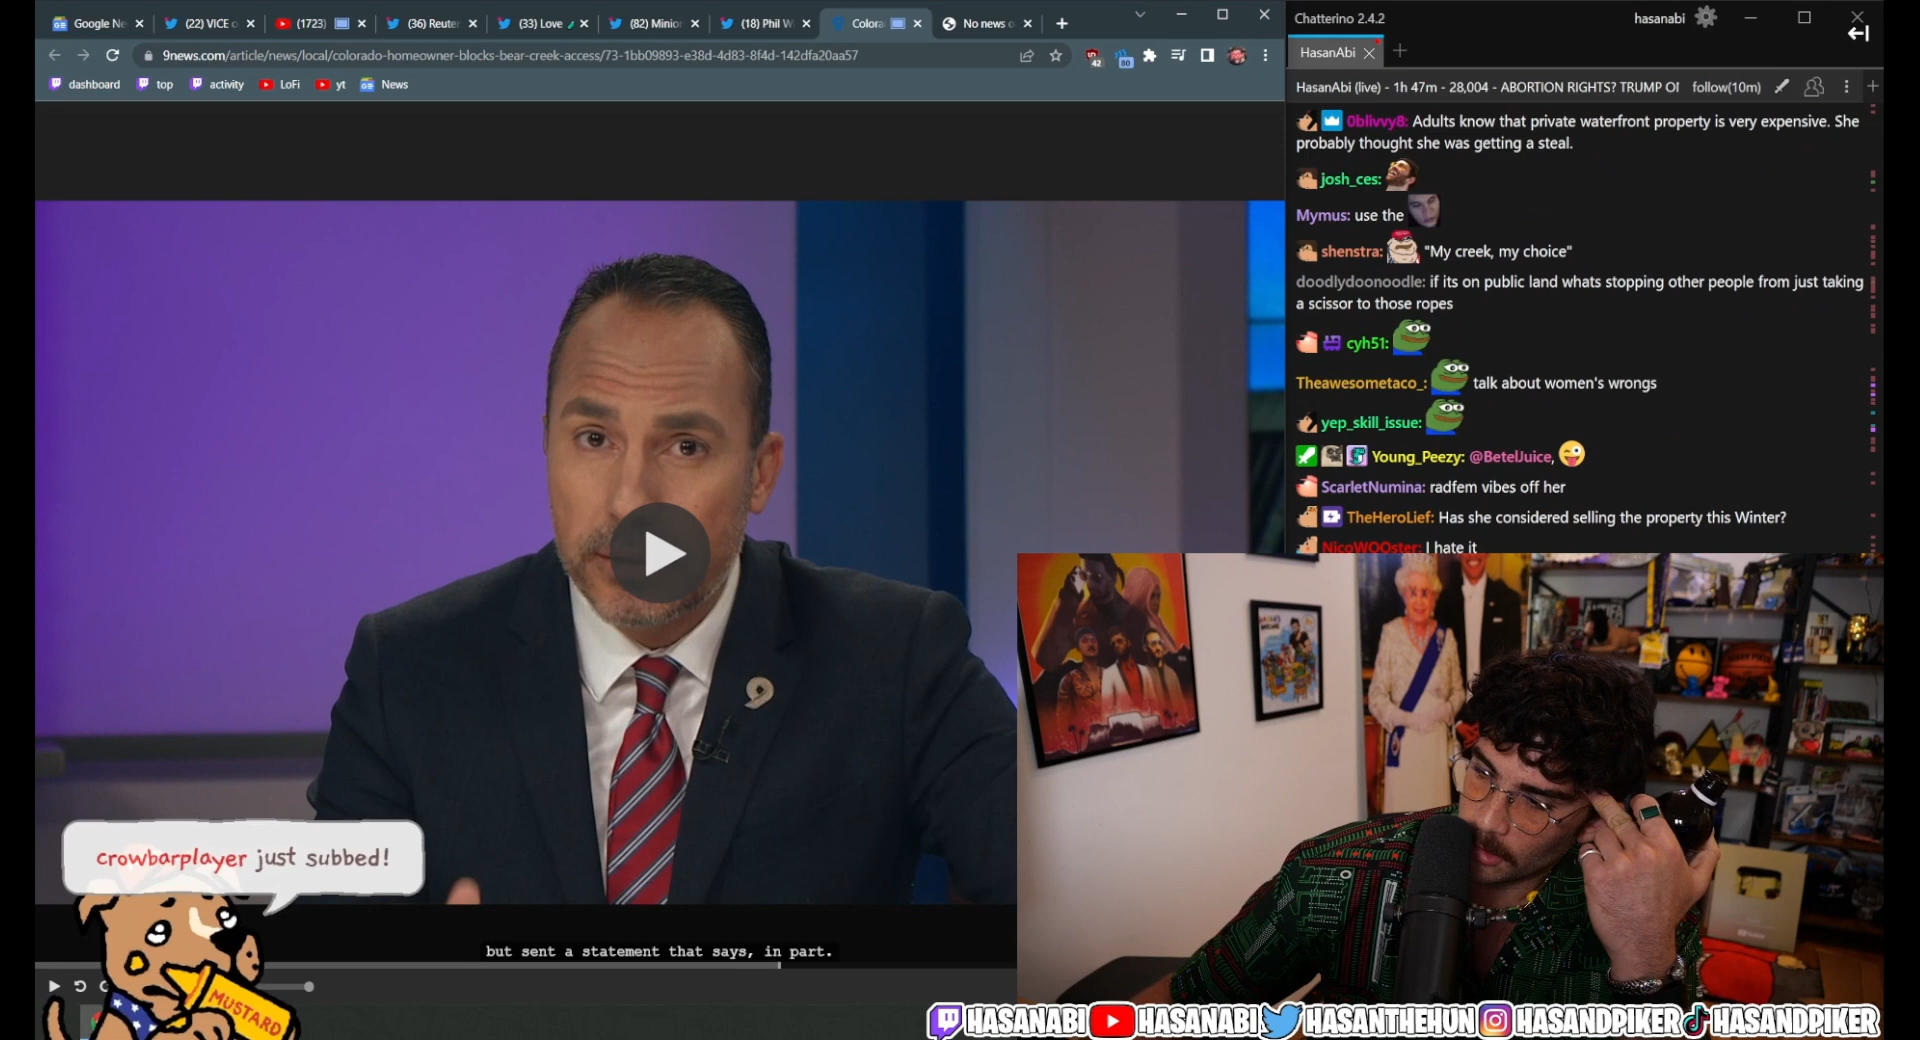 Google Ne
(22) VICE o
(1723)
(36) Reuter
(33) Love
(82) Minior
(18) Phil W
Colora
No news o
9news.com/article/news/local/colorado-homeowner-blocks-bear-creek-access/73-1bb09893-e38d-4d83-8f4d-142dfa20aa57
42
80
dashboard
top
activity
LoFi
yt
News
Chatterino 2.4.2
hasanabi
HasanAbi
HasanAbi (live) - 1h 47m - 28,004 - ABORTION RIGHTS? TRUMP OI
follow(10m)
0blivvy8: Adults know that private waterfront property is very expensive. She
probably thought she was getting a steal.
josh_ces:
Mymus: use the
shenstra: "My creek, my choice"
doodlydoonoodle: if its on public land whats stopping other people from just taking
a scissor to those ropes
cyh51:
Theawesometaco_: talk about women's wrongs
yep_skill_issue:
Young_Peezy: @BetelJuice,
ScarletNumina: radfem vibes off her
TheHeroLief: Has she considered selling the property this Winter?
NicoWOOster: I hate it
9
crowbarplayer just subbed!
but sent a statement that says, in part.
MUSTARD
HASANABI
HASANABI
HASANTHEHUN
HASANDPIKER
HASANDPIKER